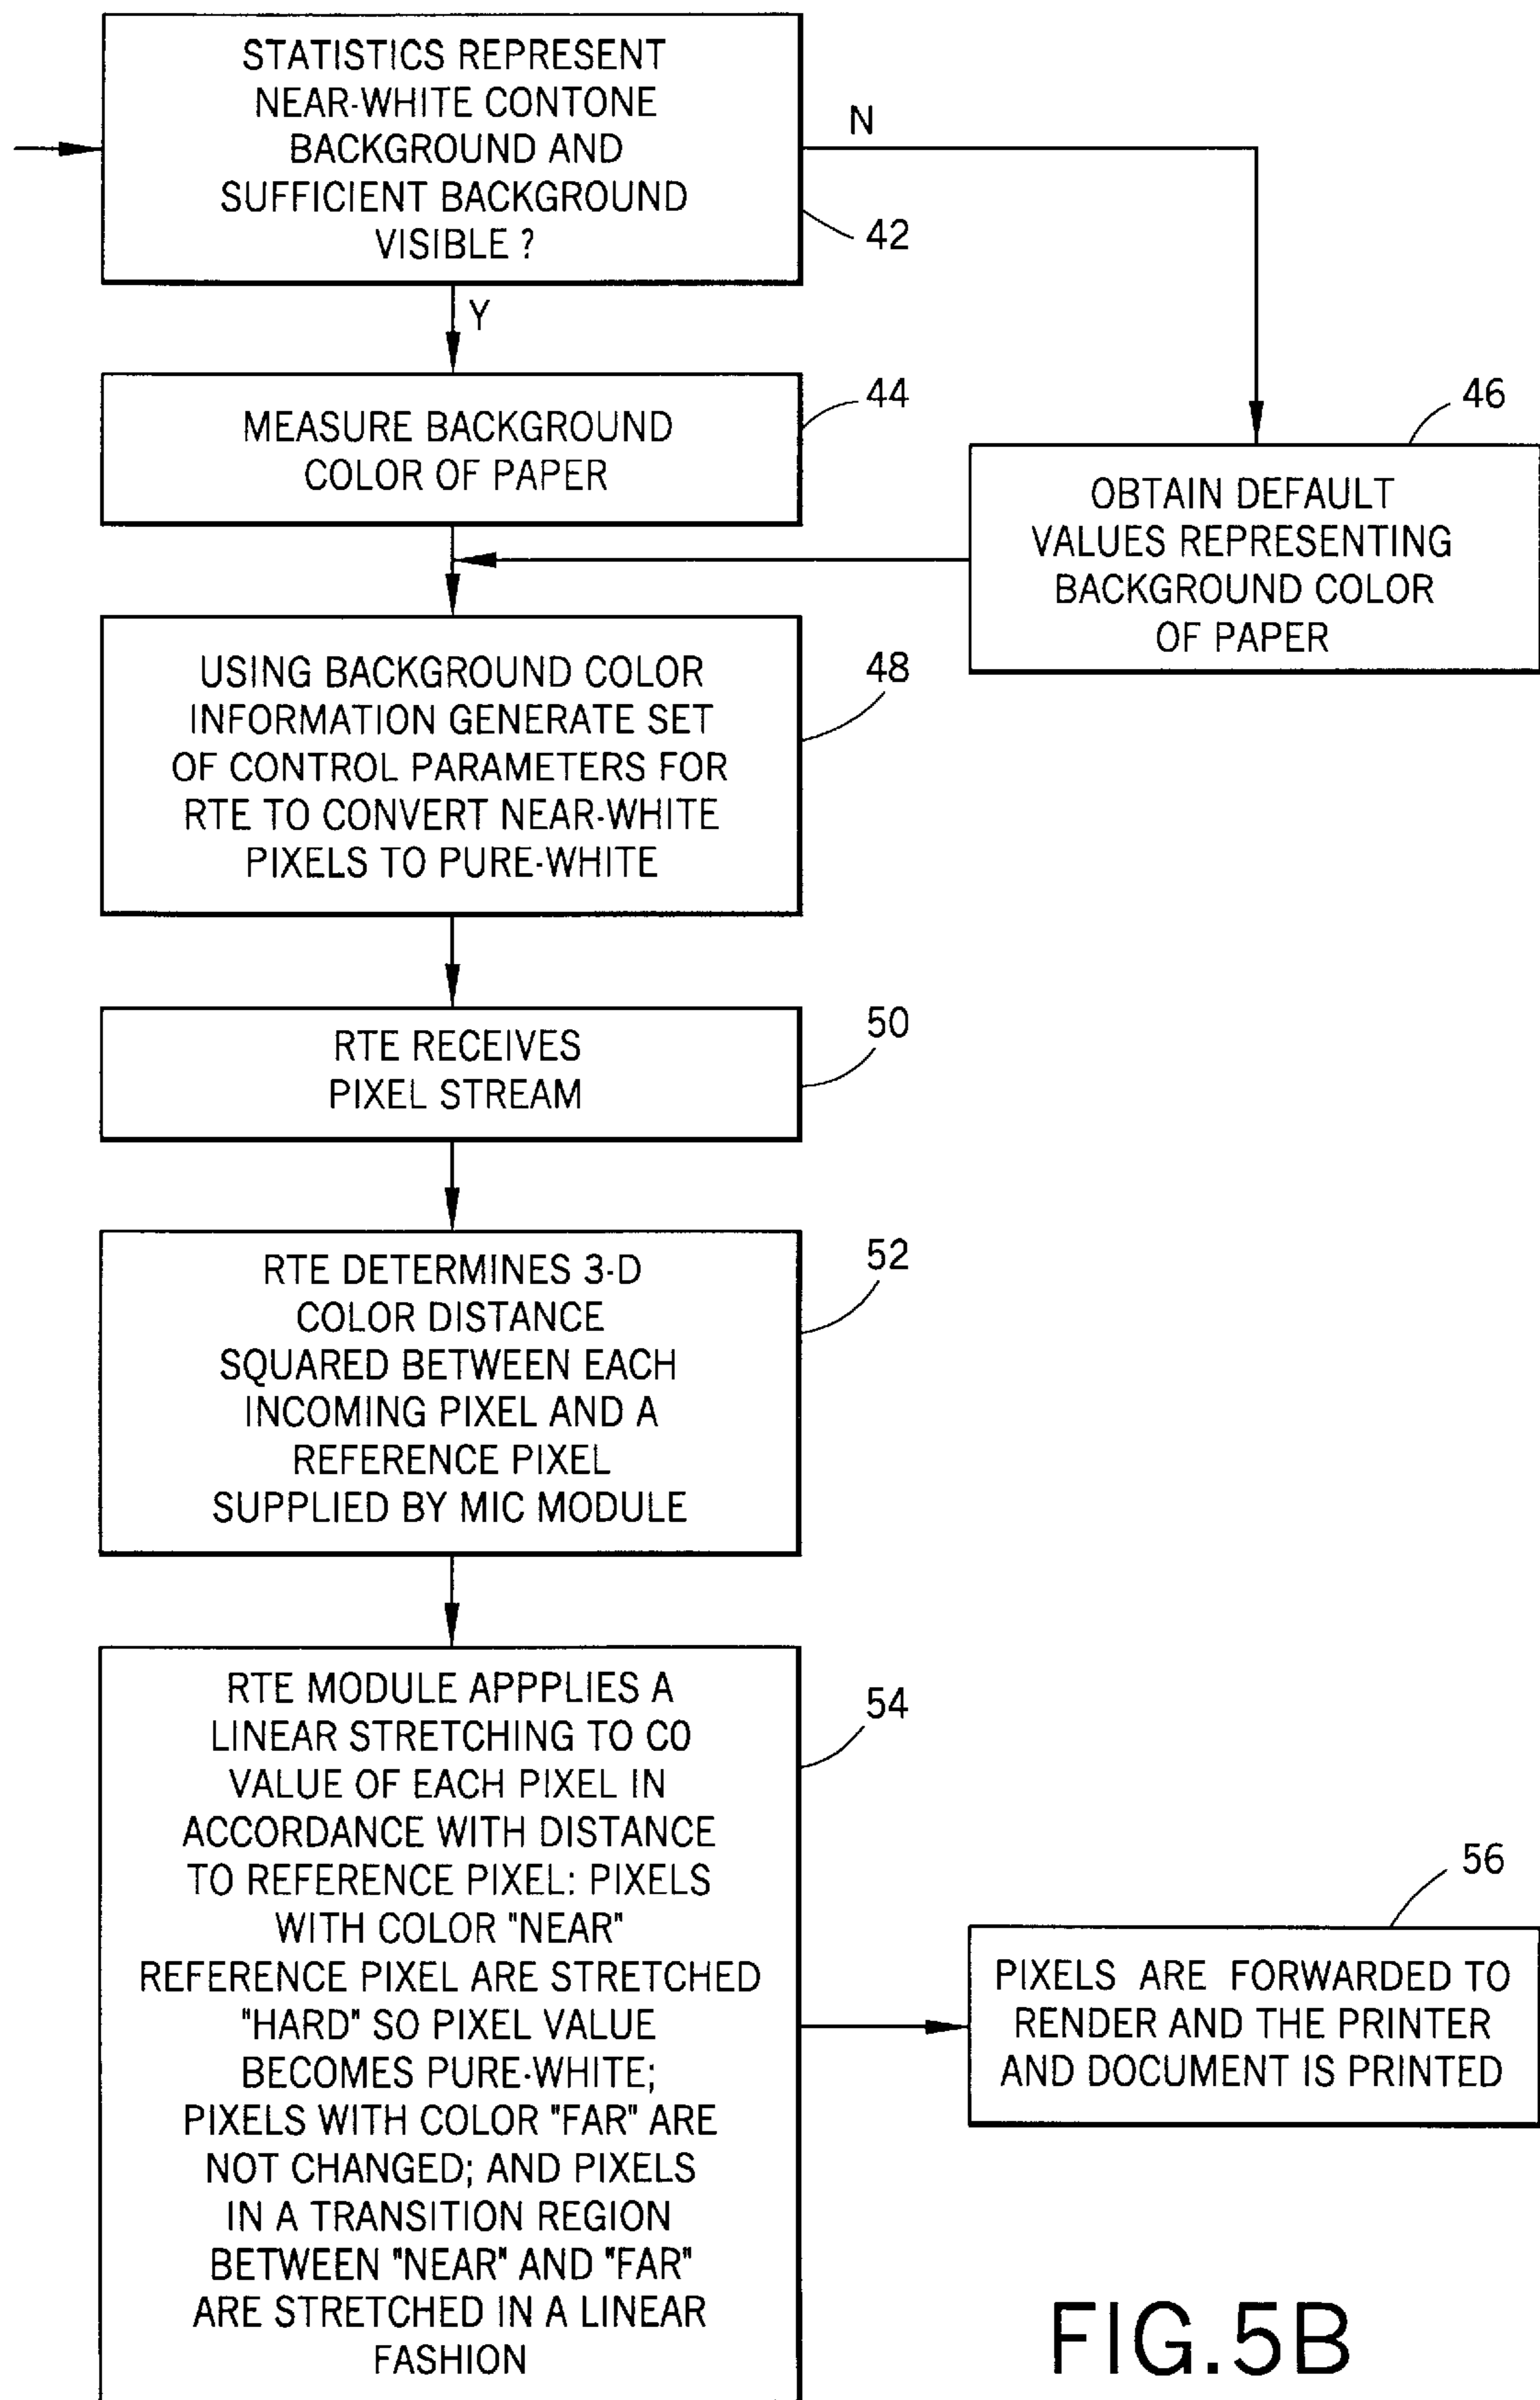 STATISTICS REPRESENT
NEAR-WHITE CONTONE
BACKGROUND AND
SUFFICIENT BACKGROUND
VISIBLE ?
N
42
Y
MEASURE BACKGROUND
COLOR OF PAPER
44
46
OBTAIN DEFAULT
VALUES REPRESENTING
BACKGROUND COLOR
OF PAPER
USING BACKGROUND COLOR
INFORMATION GENERATE SET
OF CONTROL PARAMETERS FOR
RTE TO CONVERT NEAR-WHITE
PIXELS TO PURE-WHITE
48
RTE RECEIVES
PIXEL STREAM
50
RTE DETERMINES 3-D
COLOR DISTANCE
SQUARED BETWEEN EACH
INCOMING PIXEL AND A
REFERENCE PIXEL
SUPPLIED BY MIC MODULE
52
RTE MODULE APPPLIES A
LINEAR STRETCHING TO CO
VALUE OF EACH PIXEL IN
ACCORDANCE WITH DISTANCE
TO REFERENCE PIXEL: PIXELS
WITH COLOR "NEAR"
REFERENCE PIXEL ARE STRETCHED
"HARD" SO PIXEL VALUE
BECOMES PURE-WHITE;
PIXELS WITH COLOR "FAR" ARE
NOT CHANGED; AND PIXELS
IN A TRANSITION REGION
BETWEEN "NEAR" AND "FAR"
ARE STRETCHED IN A LINEAR
FASHION
54
56
PIXELS ARE FORWARDED TO
RENDER AND THE PRINTER
AND DOCUMENT IS PRINTED
FIG.5B